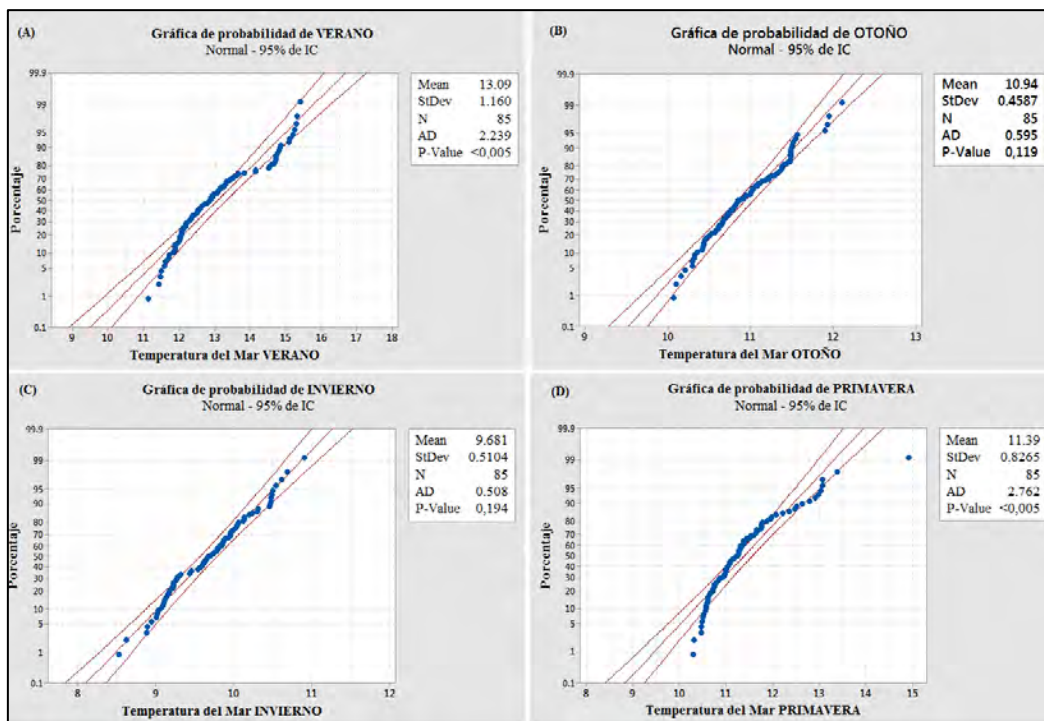 (A)
Gráfica de probabilidad de VERANO
Normal - 95% de IC
Porcentaje
99.9
99
95
90
80
70
60
50
40
30
20
10
5
1
0.1
9 10 11 12 13 14 15 16 17 18
Temperatura del Mar VERANO
Mean 13.09
StDev 1.160
N 85
AD 2.239
P-Value <0,005
(B)
Gráfica de probabilidad de OTOÑO
Normal - 95% de IC
Porcentaje
99.9
99
95
90
80
70
60
50
40
30
20
10
5
1
0.1
9 10 11 12 13
Temperatura del Mar OTOÑO
Mean 10.94
StDev 0.4587
N 85
AD 0.595
P-Value 0,119
(C)
Gráfica de probabilidad de INVIERNO
Normal - 95% de IC
Porcentaje
99.9
99
95
90
80
70
60
50
40
30
20
10
5
1
0.1
8 9 10 11 12
Temperatura del Mar INVIERNO
Mean 9.681
StDev 0.5104
N 85
AD 0.508
P-Value 0,194
(D)
Gráfica de probabilidad de PRIMAVERA
Normal - 95% de IC
Porcentaje
99.9
99
95
90
80
70
60
50
40
30
20
10
5
1
0.1
8 9 10 11 12 13 14 15
Temperatura del Mar PRIMAVERA
Mean 11.39
StDev 0.8265
N 85
AD 2.762
P-Value <0,005